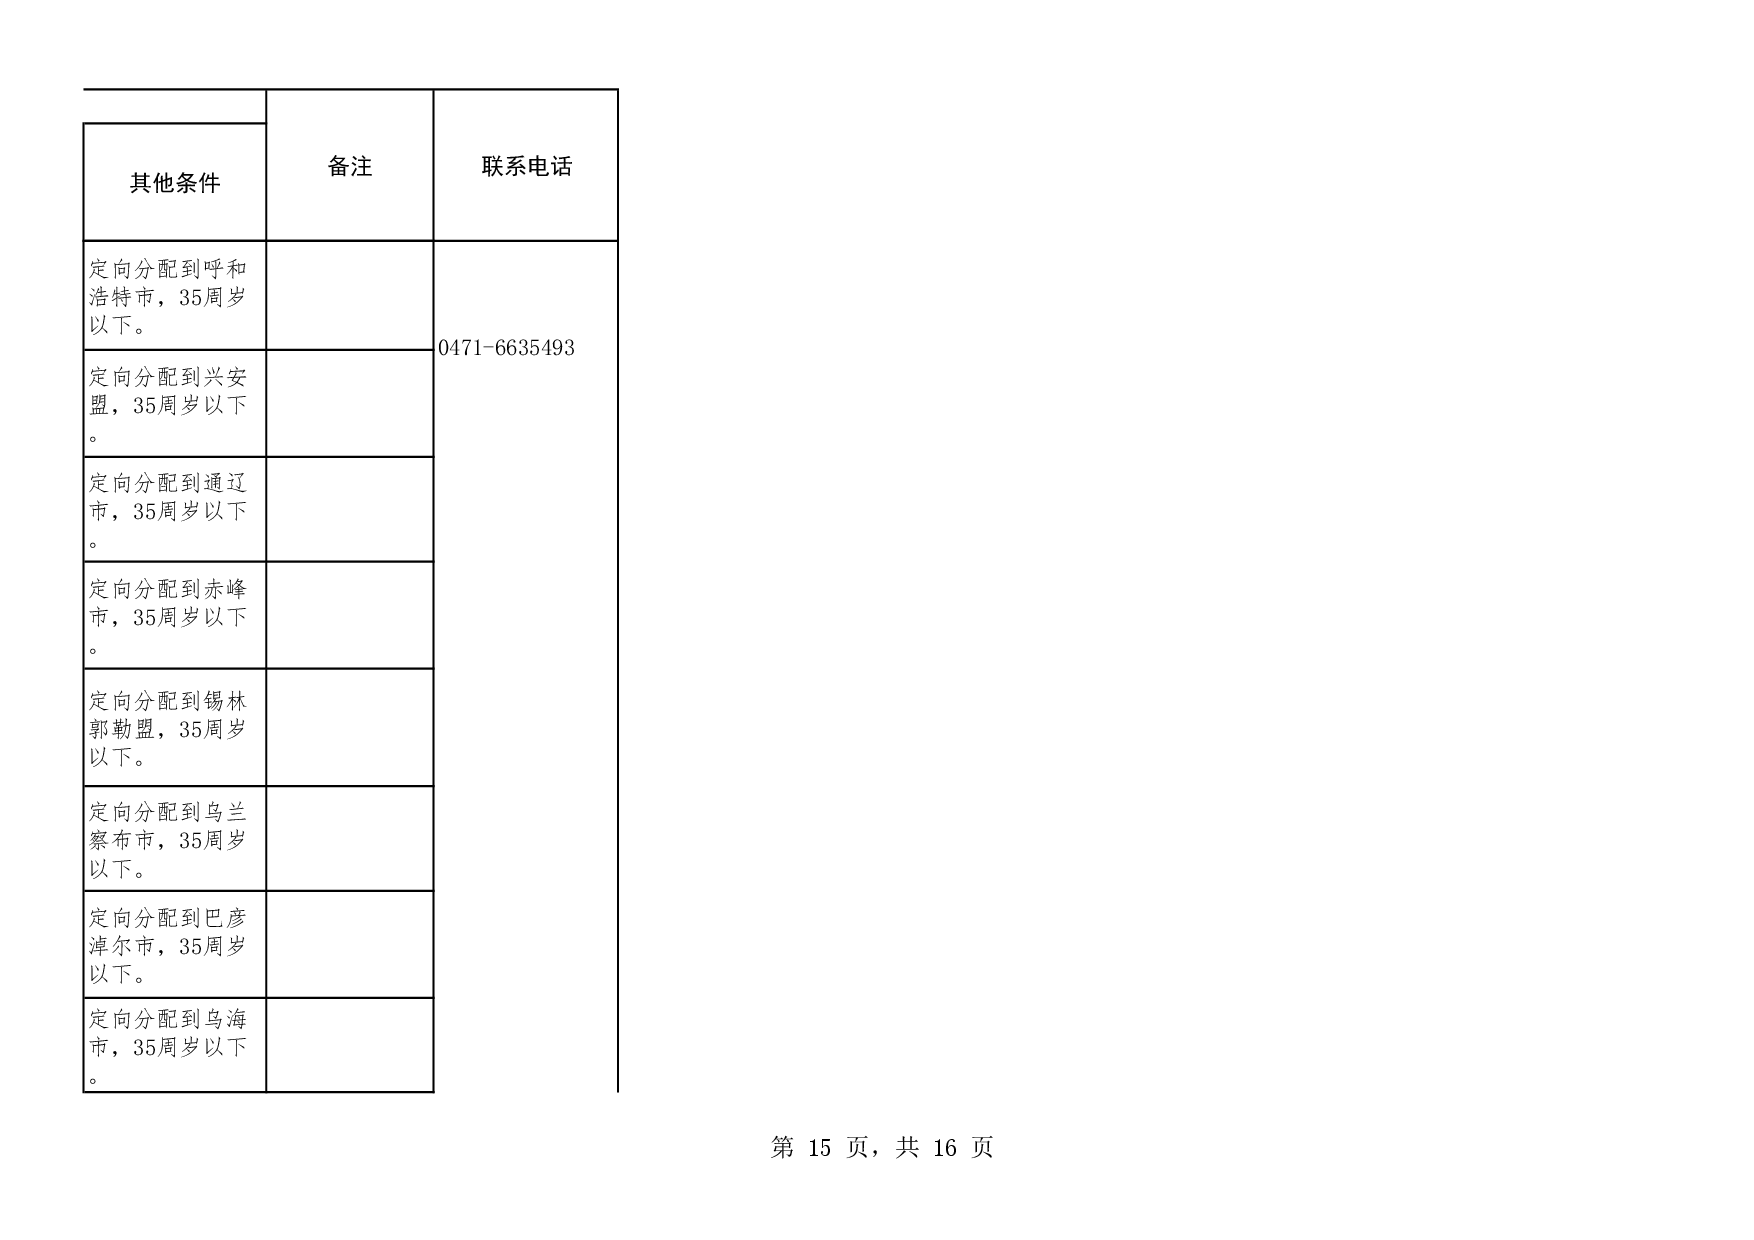 其他条件
备注
联系电话
定向分配到呼和
浩特市，35周岁
以下。
0471-6635493
定向分配到兴安
盟，35周岁以下
。
定向分配到通辽
市，35周岁以下
。
定向分配到赤峰
市，35周岁以下
。
定向分配到锡林
郭勒盟，35周岁
以下。
定向分配到乌兰
察布市，35周岁
以下。
定向分配到巴彦
淖尔市，35周岁
以下。
定向分配到乌海
市，35周岁以下
。
第 15 页，共 16 页